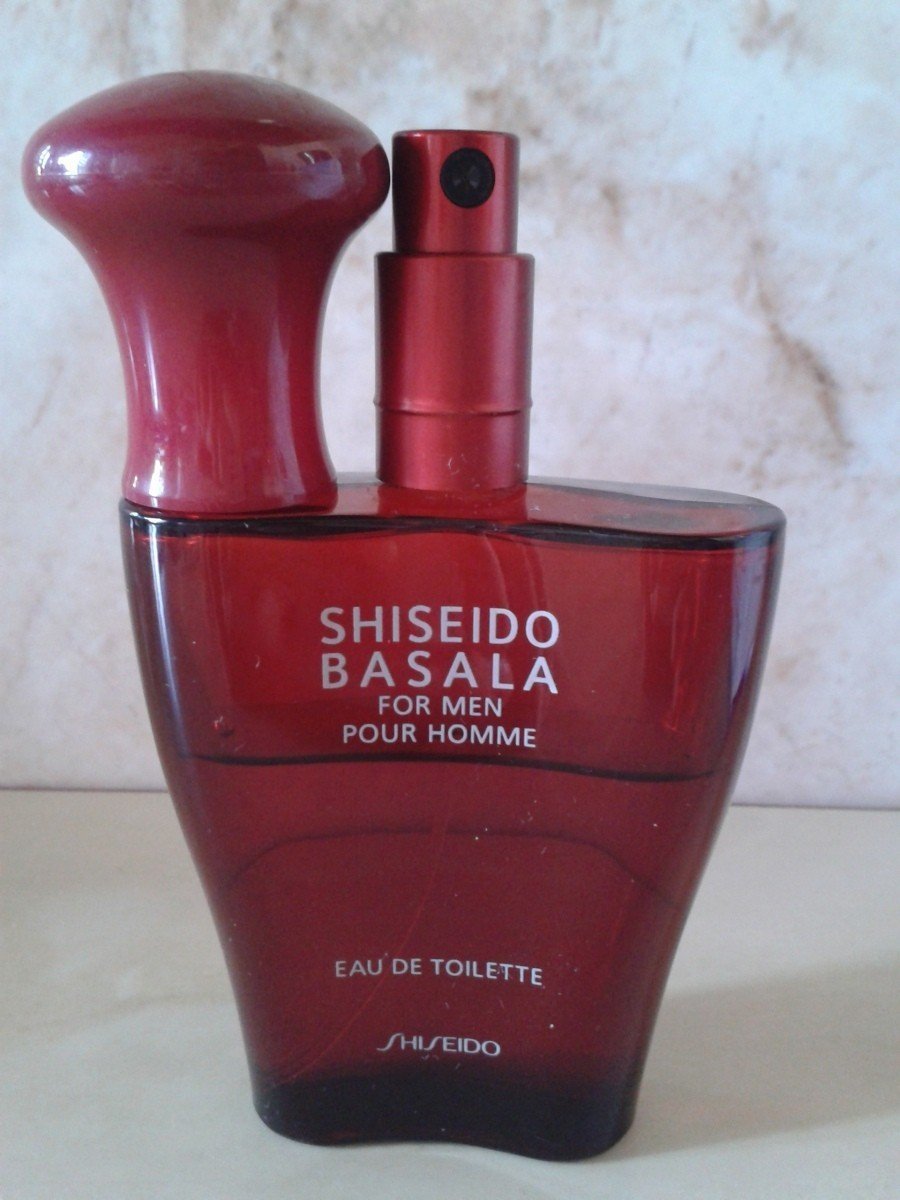 SHISEIDO
BASALA
FOR MEN
POUR HOMME
EAU DE TOILETTE
SHISEIDO